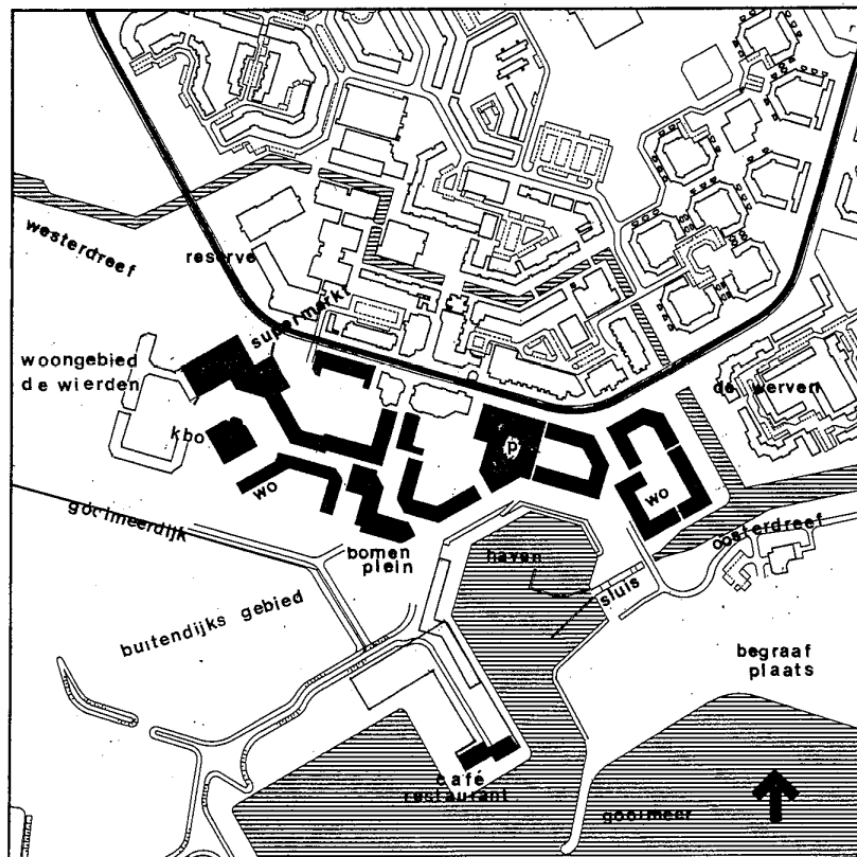 westerdreef
reserve
supermarkt
woongebied
de wierden
de werven
kbo
P
wo
wo
gooimeerdijk
bomen
plein
haven
oosterdreef
sluis
buitendijks gebied
begraaf
plaats
café
restaurant
gooimeer